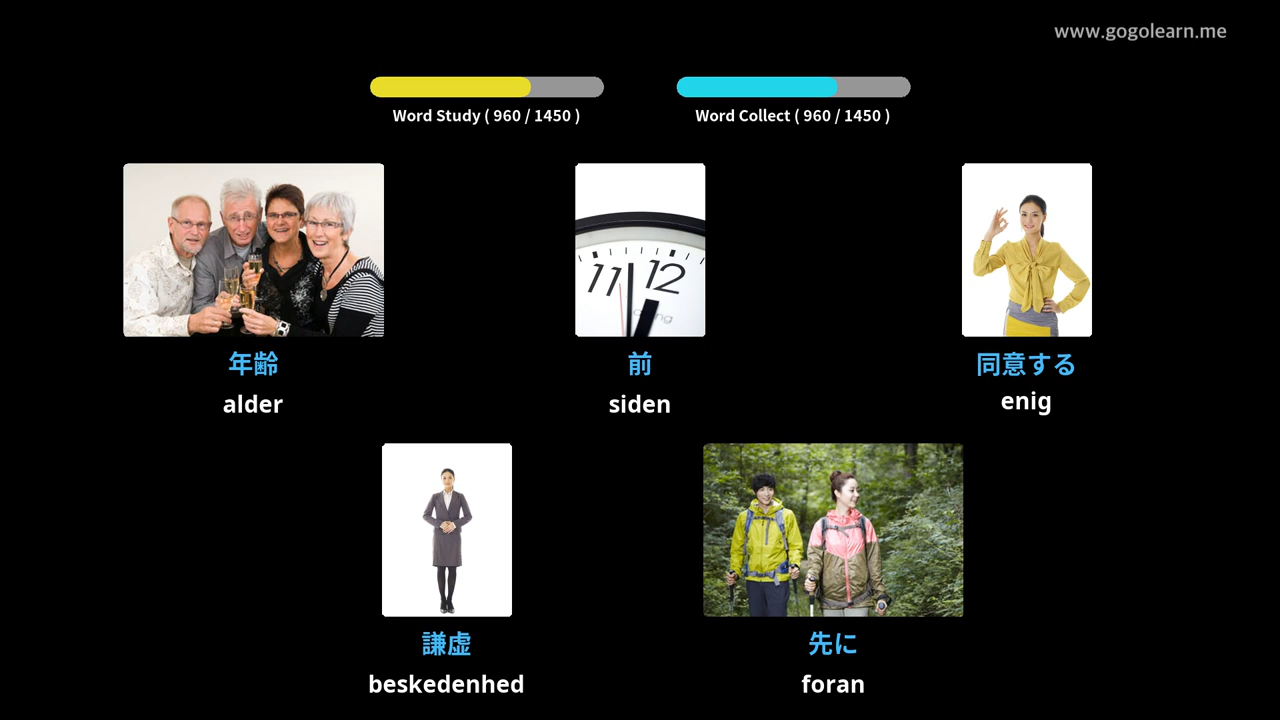 www.gogolearn.me
Word Study ( 960 / 1450 )
Word Collect ( 960 / 1450 )
11 12
年齢
alder
前
siden
同意する
enig
謙虚
beskedenhed
先に
foran